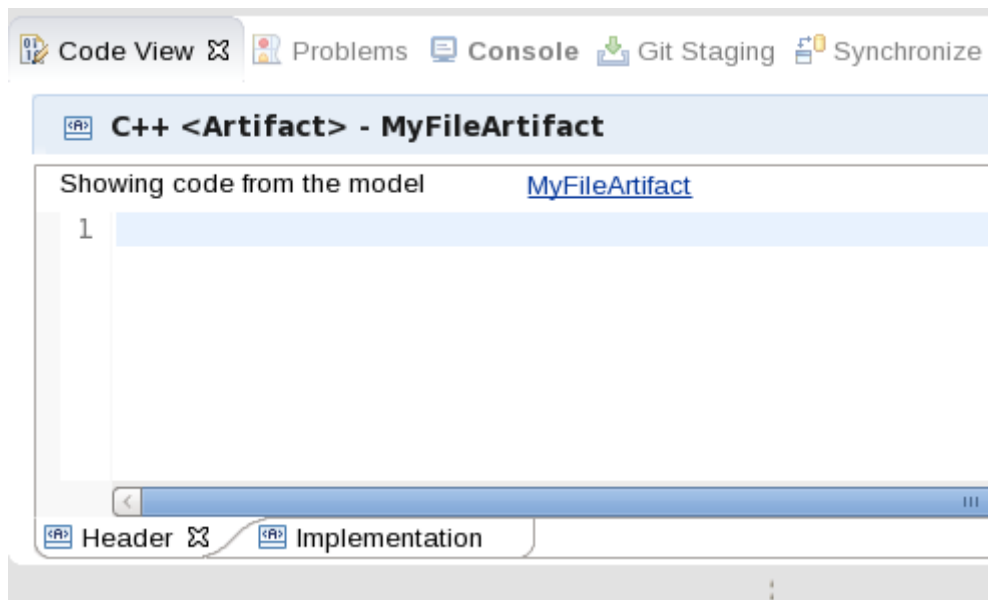 Code View Problems Console Git Staging Synchronize
C++ <Artifact> - MyFileArtifact
Showing code from the model MyFileArtifact
1
Header Implementation